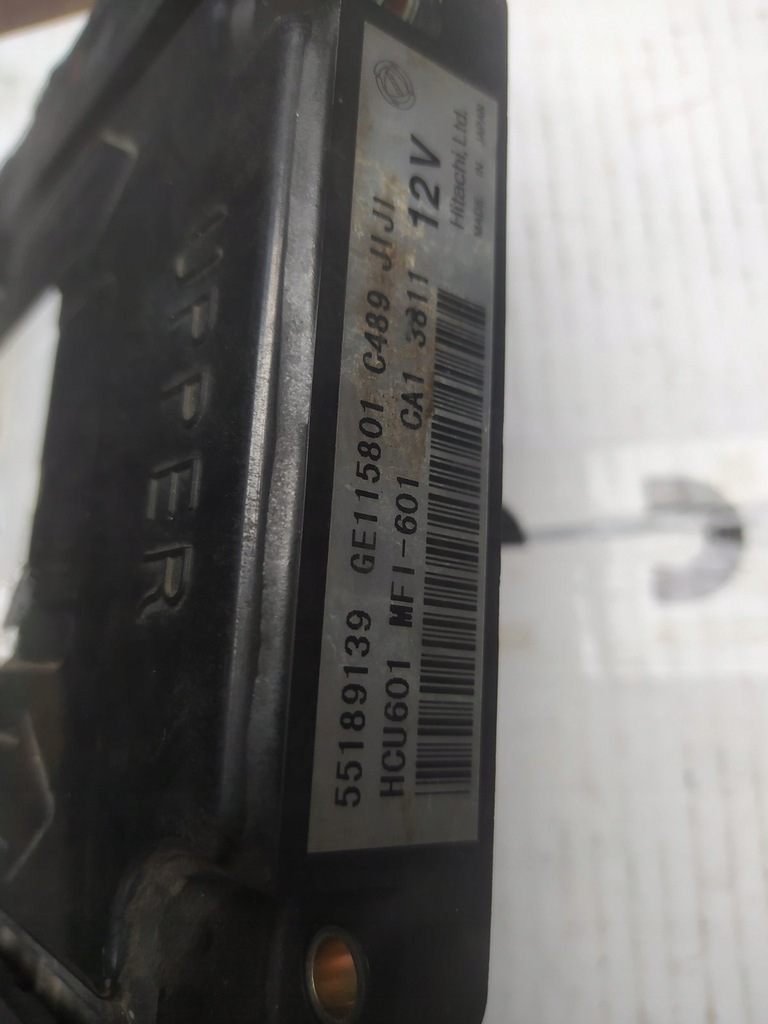 UPPER
55189139 GE115801 C489 JIJI
HCU601 MFI-601 CA1 3811 12V
Hitachi, Ltd.
MADE IN JAPAN